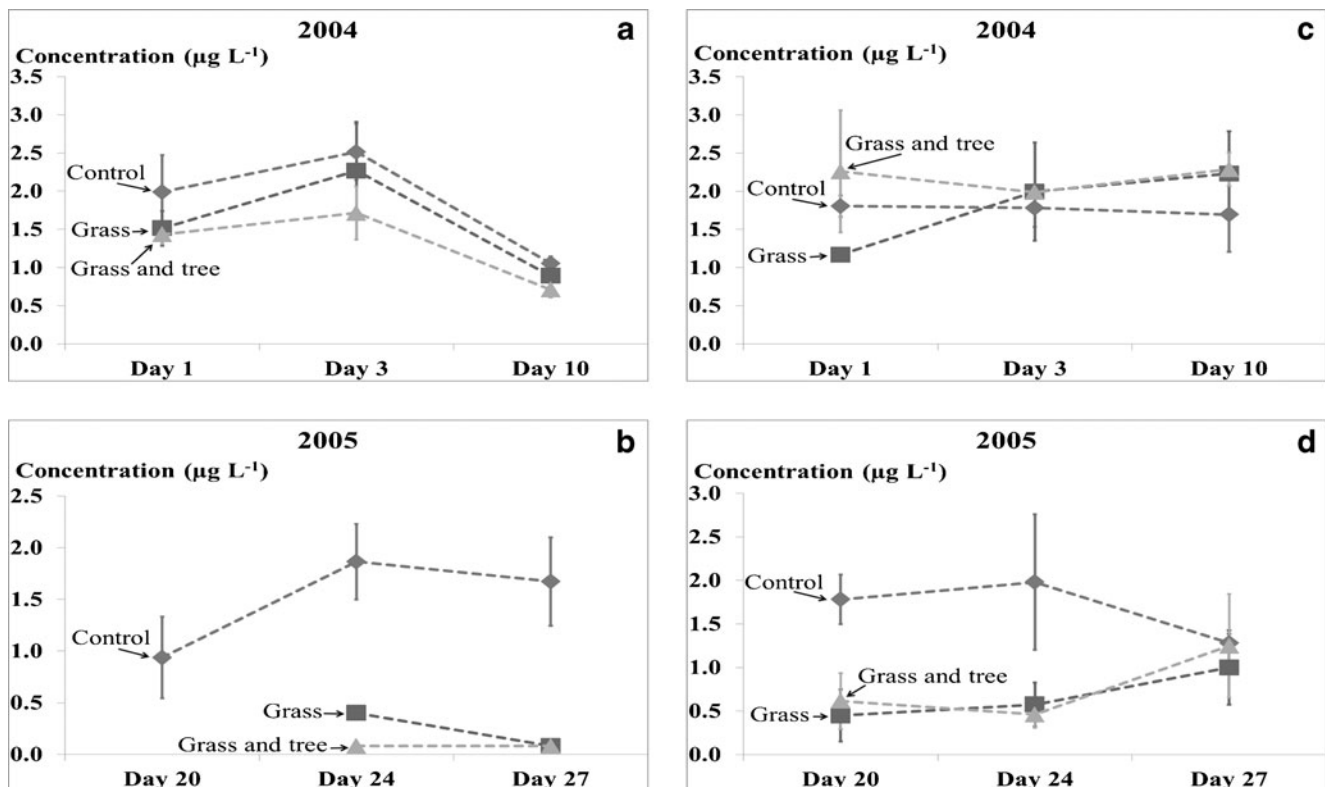 2004
a
Concentration (µg L⁻¹)
3.5
3.0
2.5
2.0
1.5
1.0
0.5
0.0
Control
Grass
Grass and tree
Day 1 Day 3 Day 10
2004
c
Concentration (µg L⁻¹)
3.5
3.0
2.5
2.0
1.5
1.0
0.5
0.0
Grass and tree
Control
Grass
Day 1 Day 3 Day 10
2005
b
Concentration (µg L⁻¹)
2.5
2.0
1.5
1.0
0.5
0.0
Control
Grass
Grass and tree
Day 20 Day 24 Day 27
2005
d
Concentration (µg L⁻¹)
3.0
2.5
2.0
1.5
1.0
0.5
0.0
Control
Grass and tree
Grass
Day 20 Day 24 Day 27